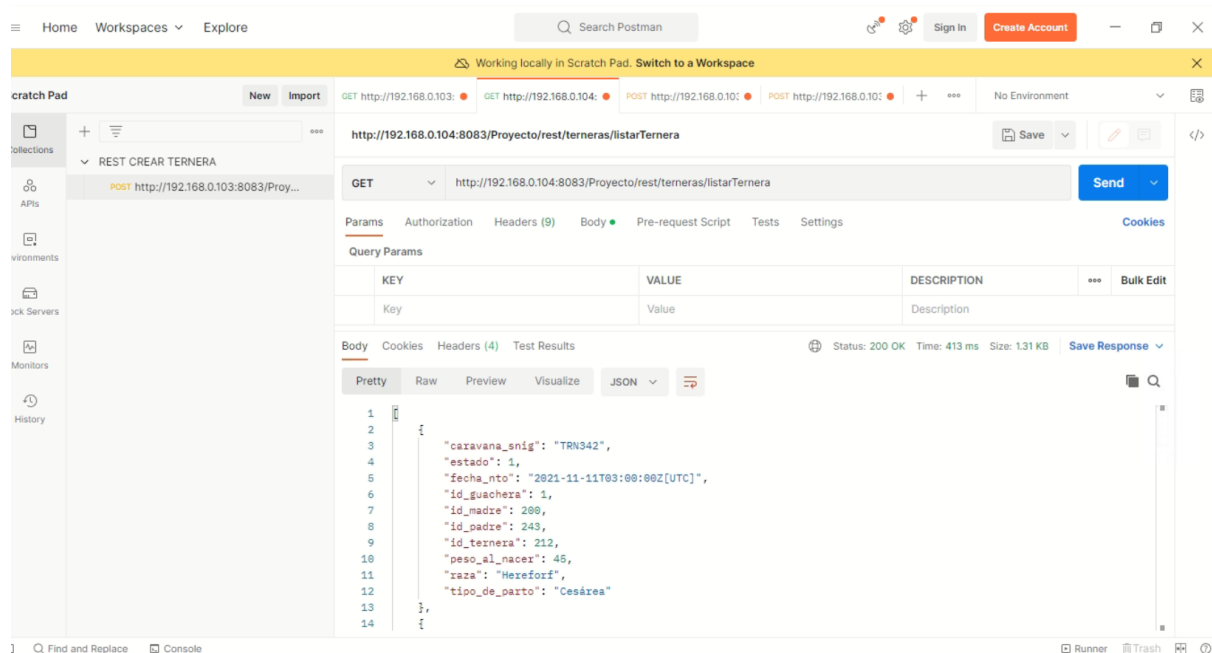 Home Workspaces Explore Search Postman Sign In Create Account
Working locally in Scratch Pad. Switch to a Workspace
cratch Pad New Import GET http://192.168.0.103: GET http://192.168.0.104: POST http://192.168.0.10: POST http://192.168.0.10: No Environment
ollections http://192.168.0.104:8083/Proyecto/rest/terneras/listarTernera Save
REST CREAR TERNERA
POST http://192.168.0.103:8083/Proy...
APIs
GET http://192.168.0.104:8083/Proyecto/rest/terneras/listarTernera Send
Params Authorization Headers (9) Body Pre-request Script Tests Settings Cookies
vironments
Query Params
KEY VALUE DESCRIPTION Bulk Edit
ock Servers
Key Value Description
Monitors
Body Cookies Headers (4) Test Results Status: 200 OK Time: 413 ms Size: 1.31 KB Save Response
History
Pretty Raw Preview Visualize JSON
1 [
2 {
3 "caravana_snig": "TRN342",
4 "estado": 1,
5 "fecha_nto": "2021-11-11T03:00:00Z[UTC]",
6 "id_guachera": 1,
7 "id_madre": 200,
8 "id_padre": 243,
9 "id_ternera": 212,
10 "peso_al_nacer": 45,
11 "raza": "Hereforf",
12 "tipo_de_parto": "Cesárea"
13 },
14 {
Find and Replace Console Runner Trash